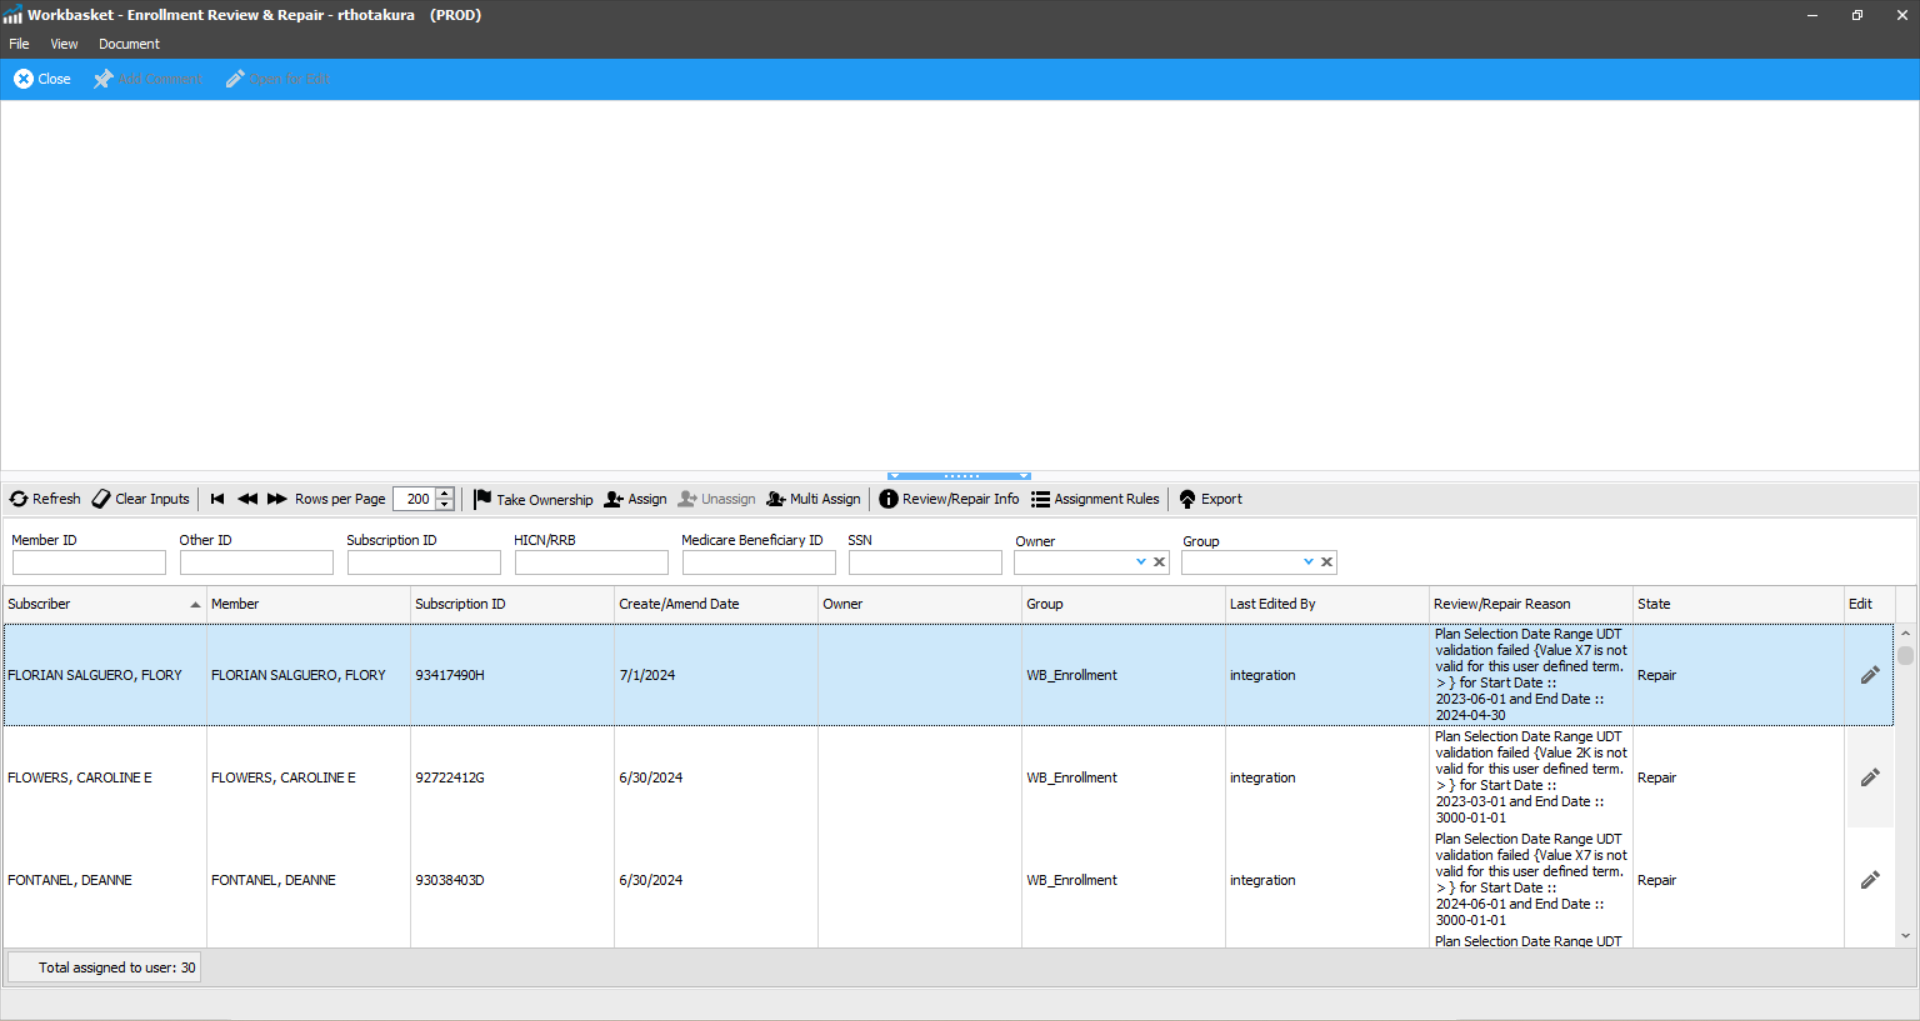 Workbasket - Enrollment Review & Repair - rthotakura (PROD)
File View Document
Close Add Comment Open for Edit
Refresh Clear Inputs Rows per Page 200 Take Ownership Assign Unassign Multi Assign Review/Repair Info Assignment Rules Export
Member ID Other ID Subscription ID HICN/RRB Medicare Beneficiary ID SSN Owner Group
Subscriber Member Subscription ID Create/Amend Date Owner Group Last Edited By Review/Repair Reason State Edit
FLORIAN SALGUERO, FLORY FLORIAN SALGUERO, FLORY 93417490H 7/1/2024 WB_Enrollment integration
Plan Selection Date Range UDT
validation failed {Value X7 is not
valid for this user defined term.
> } for Start Date ::
2023-06-01 and End Date ::
2024-04-30
Repair
FLOWERS, CAROLINE E FLOWERS, CAROLINE E 92722412G 6/30/2024 WB_Enrollment integration
Plan Selection Date Range UDT
validation failed {Value 2K is not
valid for this user defined term.
> } for Start Date ::
2023-03-01 and End Date ::
3000-01-01
Repair
FONTANEL, DEANNE FONTANEL, DEANNE 93038403D 6/30/2024 WB_Enrollment integration
Plan Selection Date Range UDT
validation failed {Value X7 is not
valid for this user defined term.
> } for Start Date ::
2024-06-01 and End Date ::
3000-01-01
Repair
Plan Selection Date Range UDT
Total assigned to user: 30